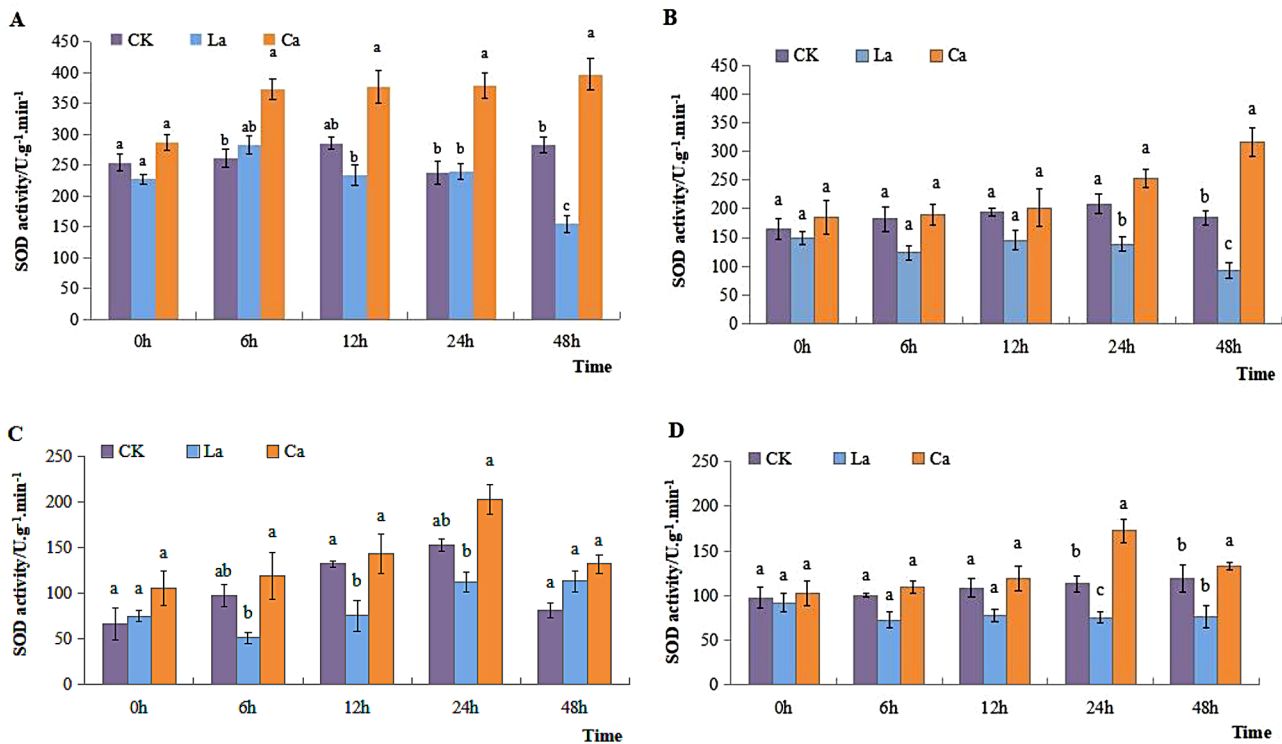 A
CK La Ca
SOD activity/U.g⁻¹.min⁻¹
450
400
350
300
250
200
150
100
50
0
a a a
b ab a
ab b a
b b a
b c a
0h 6h 12h 24h 48h
Time
B
CK La Ca
SOD activity/U.g⁻¹.min⁻¹
450
400
350
300
250
200
150
100
50
0
a a a
a a a
a a a
a b a
b c a
0h 6h 12h 24h 48h
Time
C
CK La Ca
SOD activity/U.g⁻¹.min⁻¹
250
200
150
100
50
0
a a a
ab b a
a b a
ab b a
a a a
0h 6h 12h 24h 48h
Time
D
CK La Ca
SOD activity/U.g⁻¹.min⁻¹
250
200
150
100
50
0
a a a
a a a
a a a
b c a
b b a
0h 6h 12h 24h 48h
Time